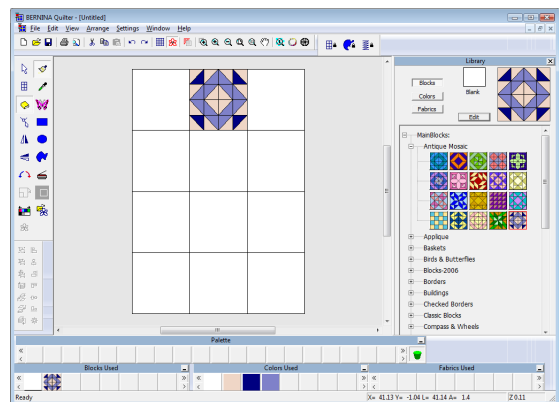 BERNINA Quilter - [Untitled]
File Edit View Arrange Settings Window Help
Library
Blocks
Colors
Fabrics
Blank
Edit
MainBlocks:
Antique Mosaic
Applique
Baskets
Birds & Butterflies
Blocks-2006
Borders
Buildings
Checked Borders
Classic Blocks
Compass & Wheels
Palette
Blocks Used
Colors Used
Fabrics Used
Ready
X= 41.13 Y= -1.04 L= 41.14 A= 1.4
Z 0.11